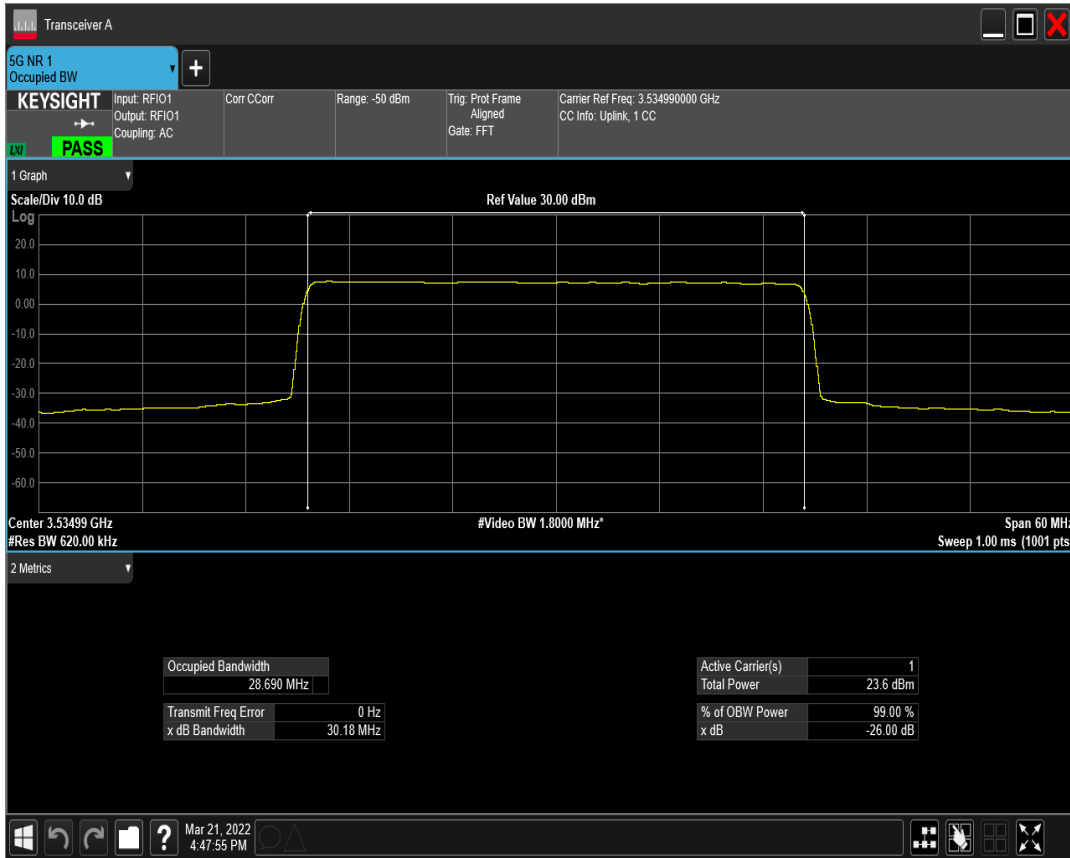 Transceiver A
5G NR 1
Occupied BW
KEYSIGHT
Input: RFIO1
Output: RFIO1
Coupling: AC
Corr CCorr
Range: -50 dBm
Trig: Prot Frame
Aligned
Gate: FFT
Carrier Ref Freq: 3.534990000 GHz
CC Info: Uplink, 1 CC
LXI
PASS
1 Graph
Scale/Div 10.0 dB
Ref Value 30.00 dBm
Log
20.0
10.0
0.00
-10.0
-20.0
-30.0
-40.0
-50.0
-60.0
Center 3.53499 GHz
#Video BW 1.8000 MHz*
Span 60 MHz
#Res BW 620.00 kHz
Sweep 1.00 ms (1001 pts
2 Metrics
Occupied Bandwidth
28.690 MHz
Transmit Freq Error 0 Hz
x dB Bandwidth 30.18 MHz
Active Carrier(s) 1
Total Power 23.6 dBm
% of OBW Power 99.00 %
x dB -26.00 dB
?
Mar 21, 2022
4:47:55 PM